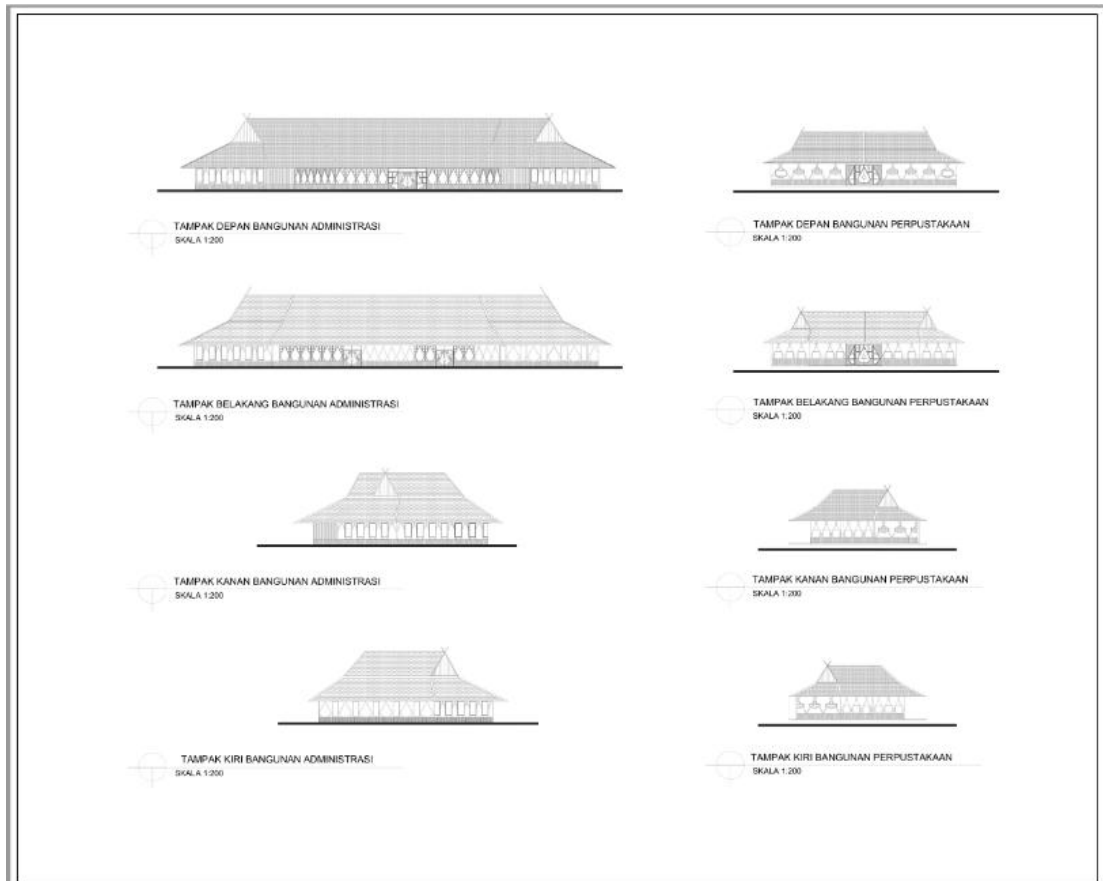 TAMPAK DEPAN BANGUNAN ADMINISTRASI
SKALA 1:200
TAMPAK DEPAN BANGUNAN PERPUSTAKAAN
SKALA 1:200
TAMPAK BELAKANG BANGUNAN ADMINISTRASI
SKALA 1:200
TAMPAK BELAKANG BANGUNAN PERPUSTAKAAN
SKALA 1:200
TAMPAK KANAN BANGUNAN ADMINISTRASI
SKALA 1:200
TAMPAK KANAN BANGUNAN PERPUSTAKAAN
SKALA 1:200
TAMPAK KIRI BANGUNAN ADMINISTRASI
SKALA 1:200
TAMPAK KIRI BANGUNAN PERPUSTAKAAN
SKALA 1:200